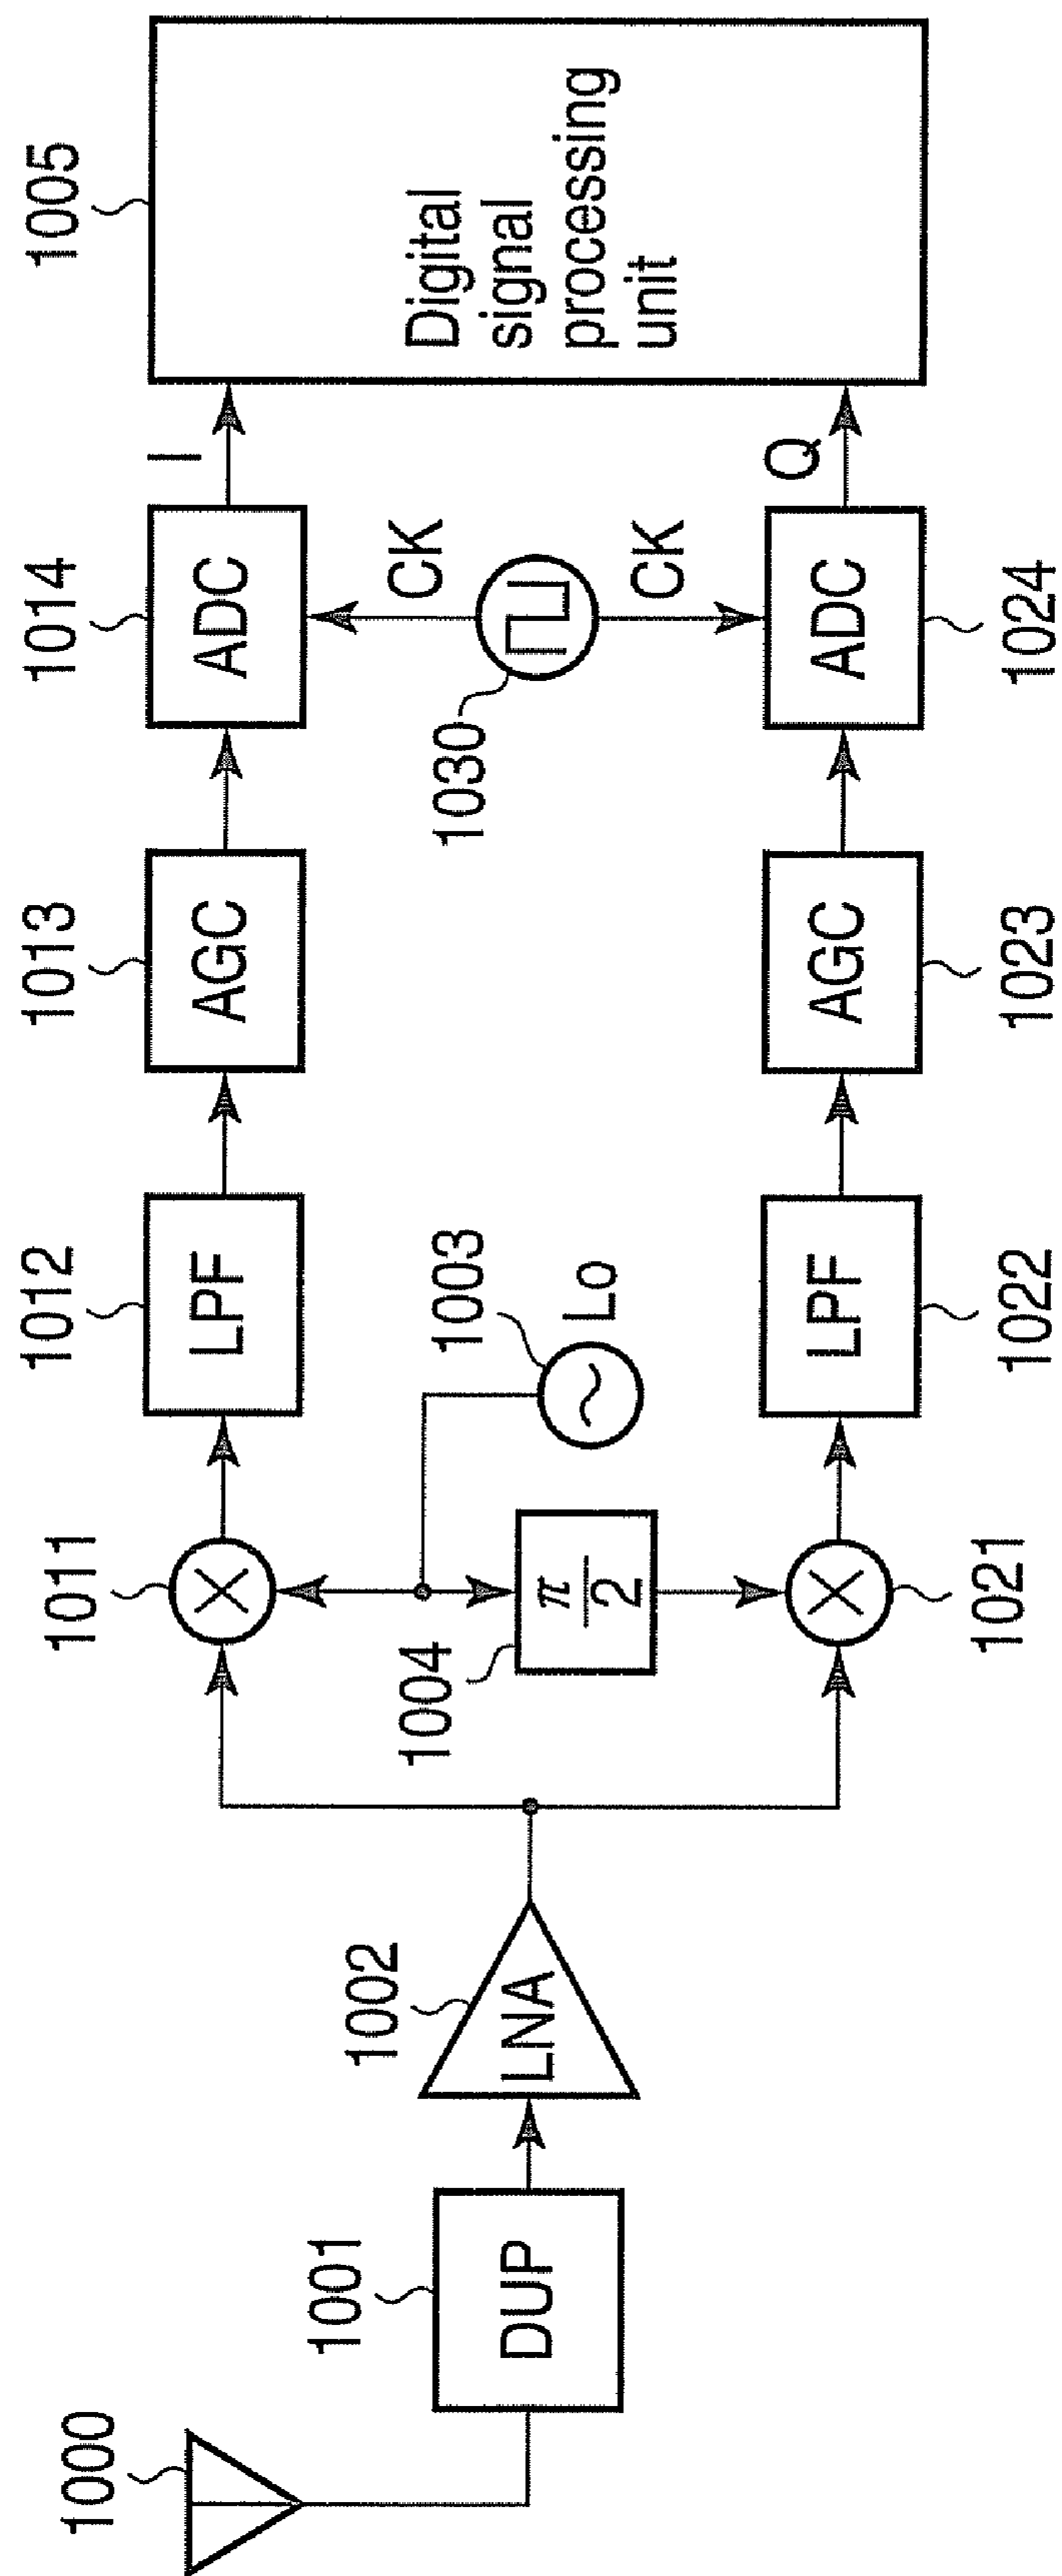 1000
1001
DUP
1002
LNA
1011
1012
LPF
1013
AGC
1014
ADC
I
1005
Digital
signal
processing
unit
1004
π
2
1003
Lo
1030
CK
CK
1021
LPF
1022
AGC
1023
ADC
1024
Q